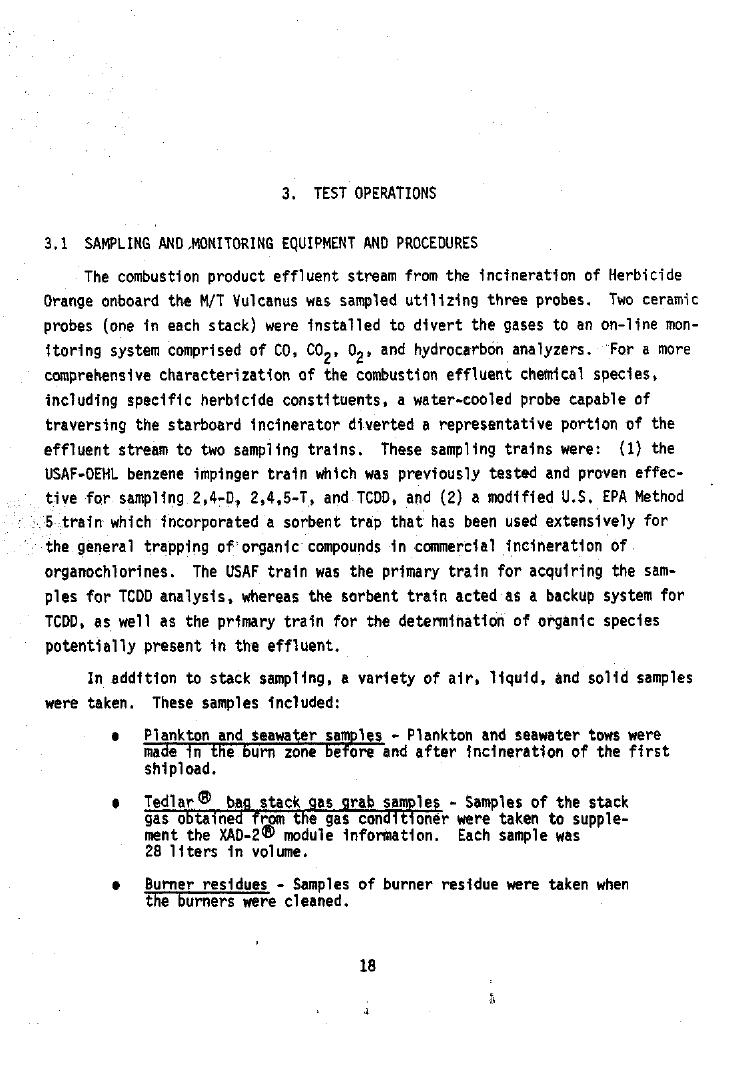 3. TEST OPERATIONS
3.1 SAMPLING AND MONITORING EQUIPMENT AND PROCEDURES
The combustion product effluent stream from the incineration of Herbicide
Orange onboard the M/T Vulcanus was sampled utilizing three probes. Two ceramic
probes (one in each stack) were installed to divert the gases to an on-line mon-
itoring system comprised of CO, CO2, O2, and hydrocarbon analyzers. For a more
comprehensive characterization of the combustion effluent chemical species,
including specific herbicide constituents, a water-cooled probe capable of
traversing the starboard incinerator diverted a representative portion of the
effluent stream to two sampling trains. These sampling trains were: (1) the
USAF-OEHL benzene impinger train which was previously tested and proven effec-
tive for sampling 2,4-D, 2,4,5-T, and TCDD, and (2) a modified U.S. EPA Method
5 train which incorporated a sorbent trap that has been used extensively for
the general trapping of organic compounds in commercial incineration of
organochlorines. The USAF train was the primary train for acquiring the sam-
ples for TCDD analysis, whereas the sorbent train acted as a backup system for
TCDD, as well as the primary train for the determination of organic species
potentially present in the effluent.
In addition to stack sampling, a variety of air, liquid, and solid samples
were taken. These samples included:
• Plankton and seawater samples - Plankton and seawater tows were
made in the burn zone before and after incineration of the first
shipload.
• Tedlar® bag stack gas grab samples - Samples of the stack
gas obtained from the gas conditioner were taken to supple-
ment the XAD-2® module information. Each sample was
28 liters in volume.
• Burner residues - Samples of burner residue were taken when
the burners were cleaned.
18